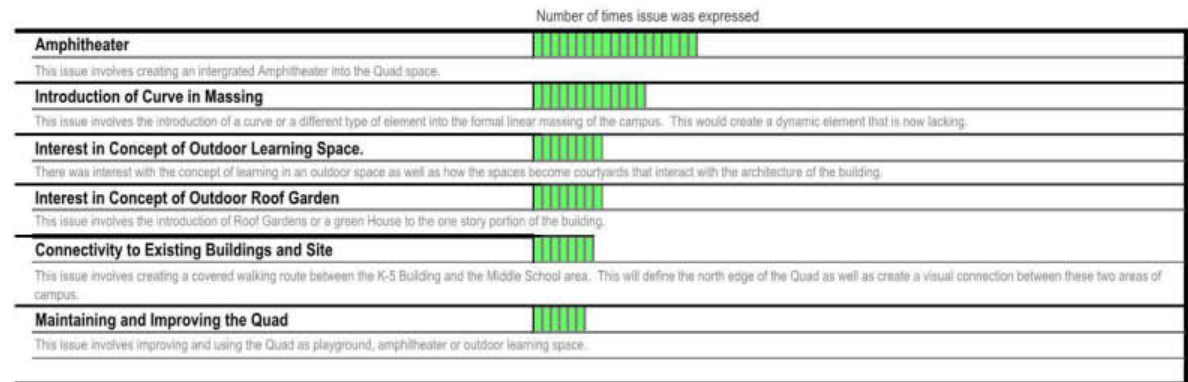 Number of times issue was expressed
Amphitheater
This issue involves creating an intergrated Amphitheater into the Quad space.
Introduction of Curve in Massing
This issue involves the introduction of a curve or a different type of element into the formal linear massing of the campus. This would create a dynamic element that is now lacking.
Interest in Concept of Outdoor Learning Space.
There was interest with the concept of learning in an outdoor space as well as how the spaces become courtyards that interact with the architecture of the building.
Interest in Concept of Outdoor Roof Garden
This issue involves the introduction of Roof Gardens or a green House to the one story portion of the building.
Connectivity to Existing Buildings and Site
This issue involves creating a covered walking route between the K-5 Building and the Middle School area. This will define the north edge of the Quad as well as create a visual connection between these two areas of
campus.
Maintaining and Improving the Quad
This issue involves improving and using the Quad as playground, amphitheater or outdoor learning space.